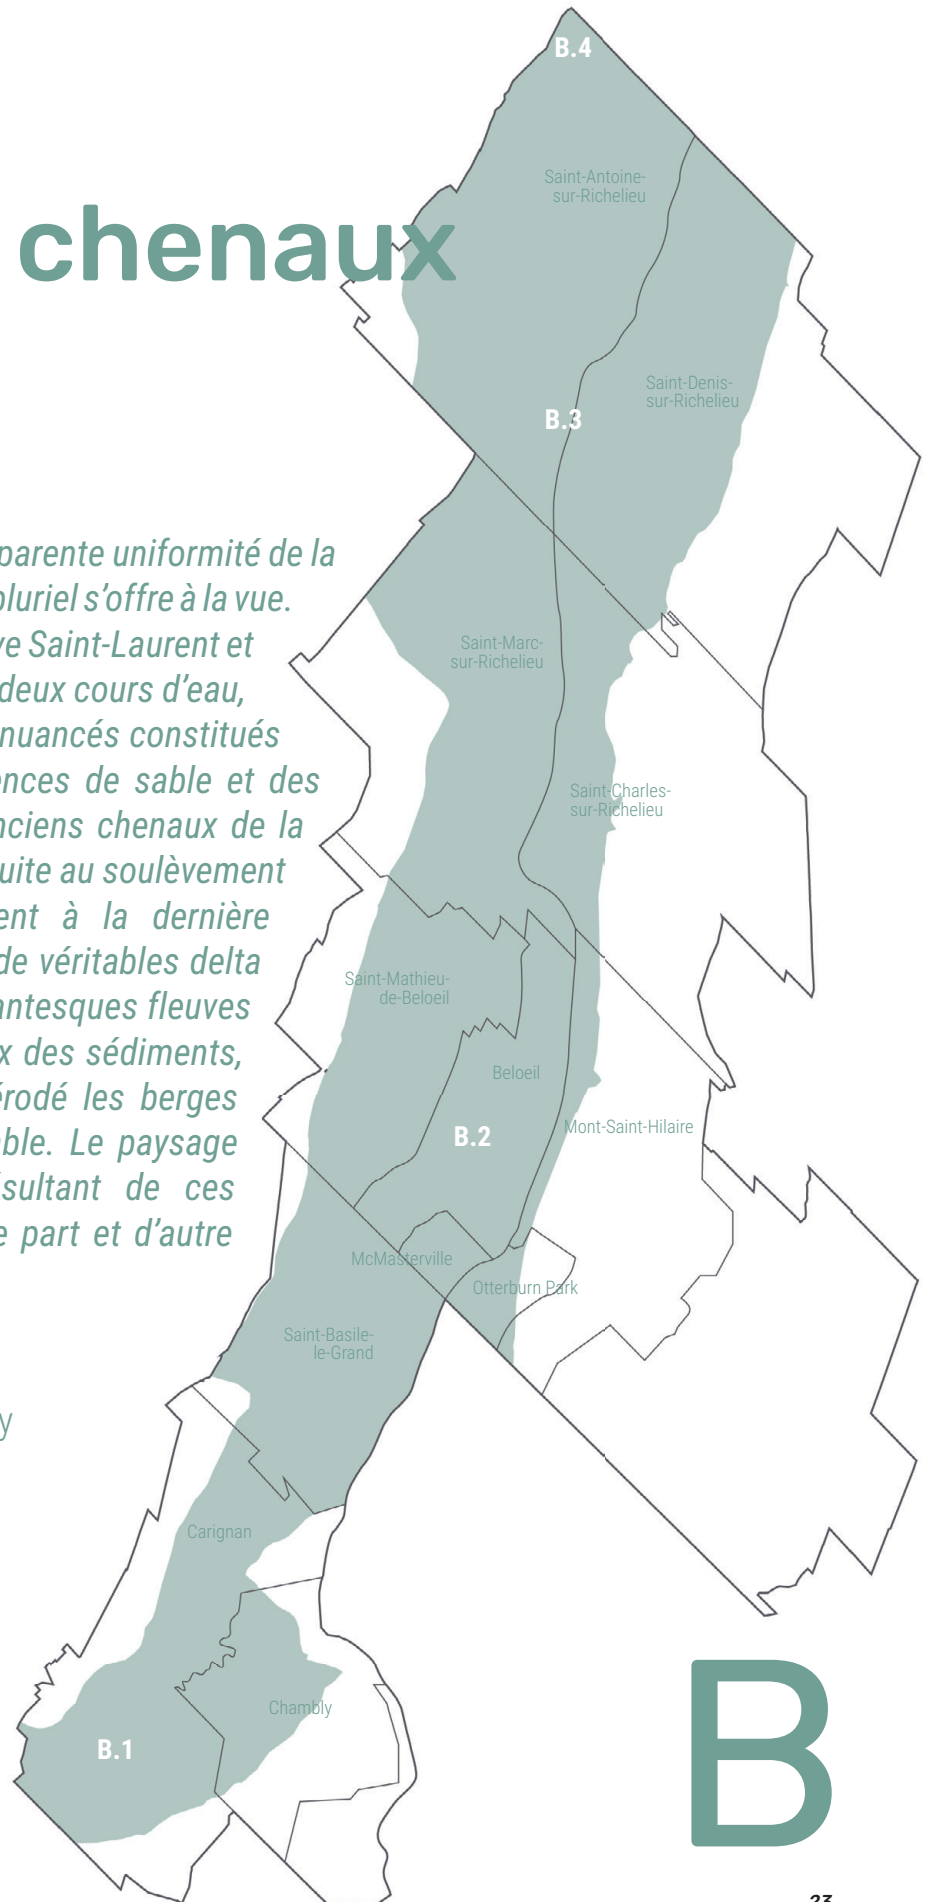 chenaux
parente uniformité de la
pluriel s’offre à la vue.
ve Saint-Laurent et
deux cours d’eau,
nuancés constitués
ences de sable et des
nciens chenaux de la
uite au soulèvement
ent à la dernière
de véritables delta
antesques fleuves
x des sédiments,
érodé les berges
ble. Le paysage
sultant de ces
e part et d’autre
y
B.4
Saint-Antoine-
sur-Richelieu
Saint-Denis-
sur-Richelieu
B.3
Saint-Marc-
sur-Richelieu
Saint-Charles-
sur-Richelieu
Saint-Mathieu-
de-Beloeil
Beloeil
Mont-Saint-Hilaire
B.2
McMasterville
Otterburn Park
Saint-Basile-
le-Grand
Carignan
Chambly
B.1
B
23